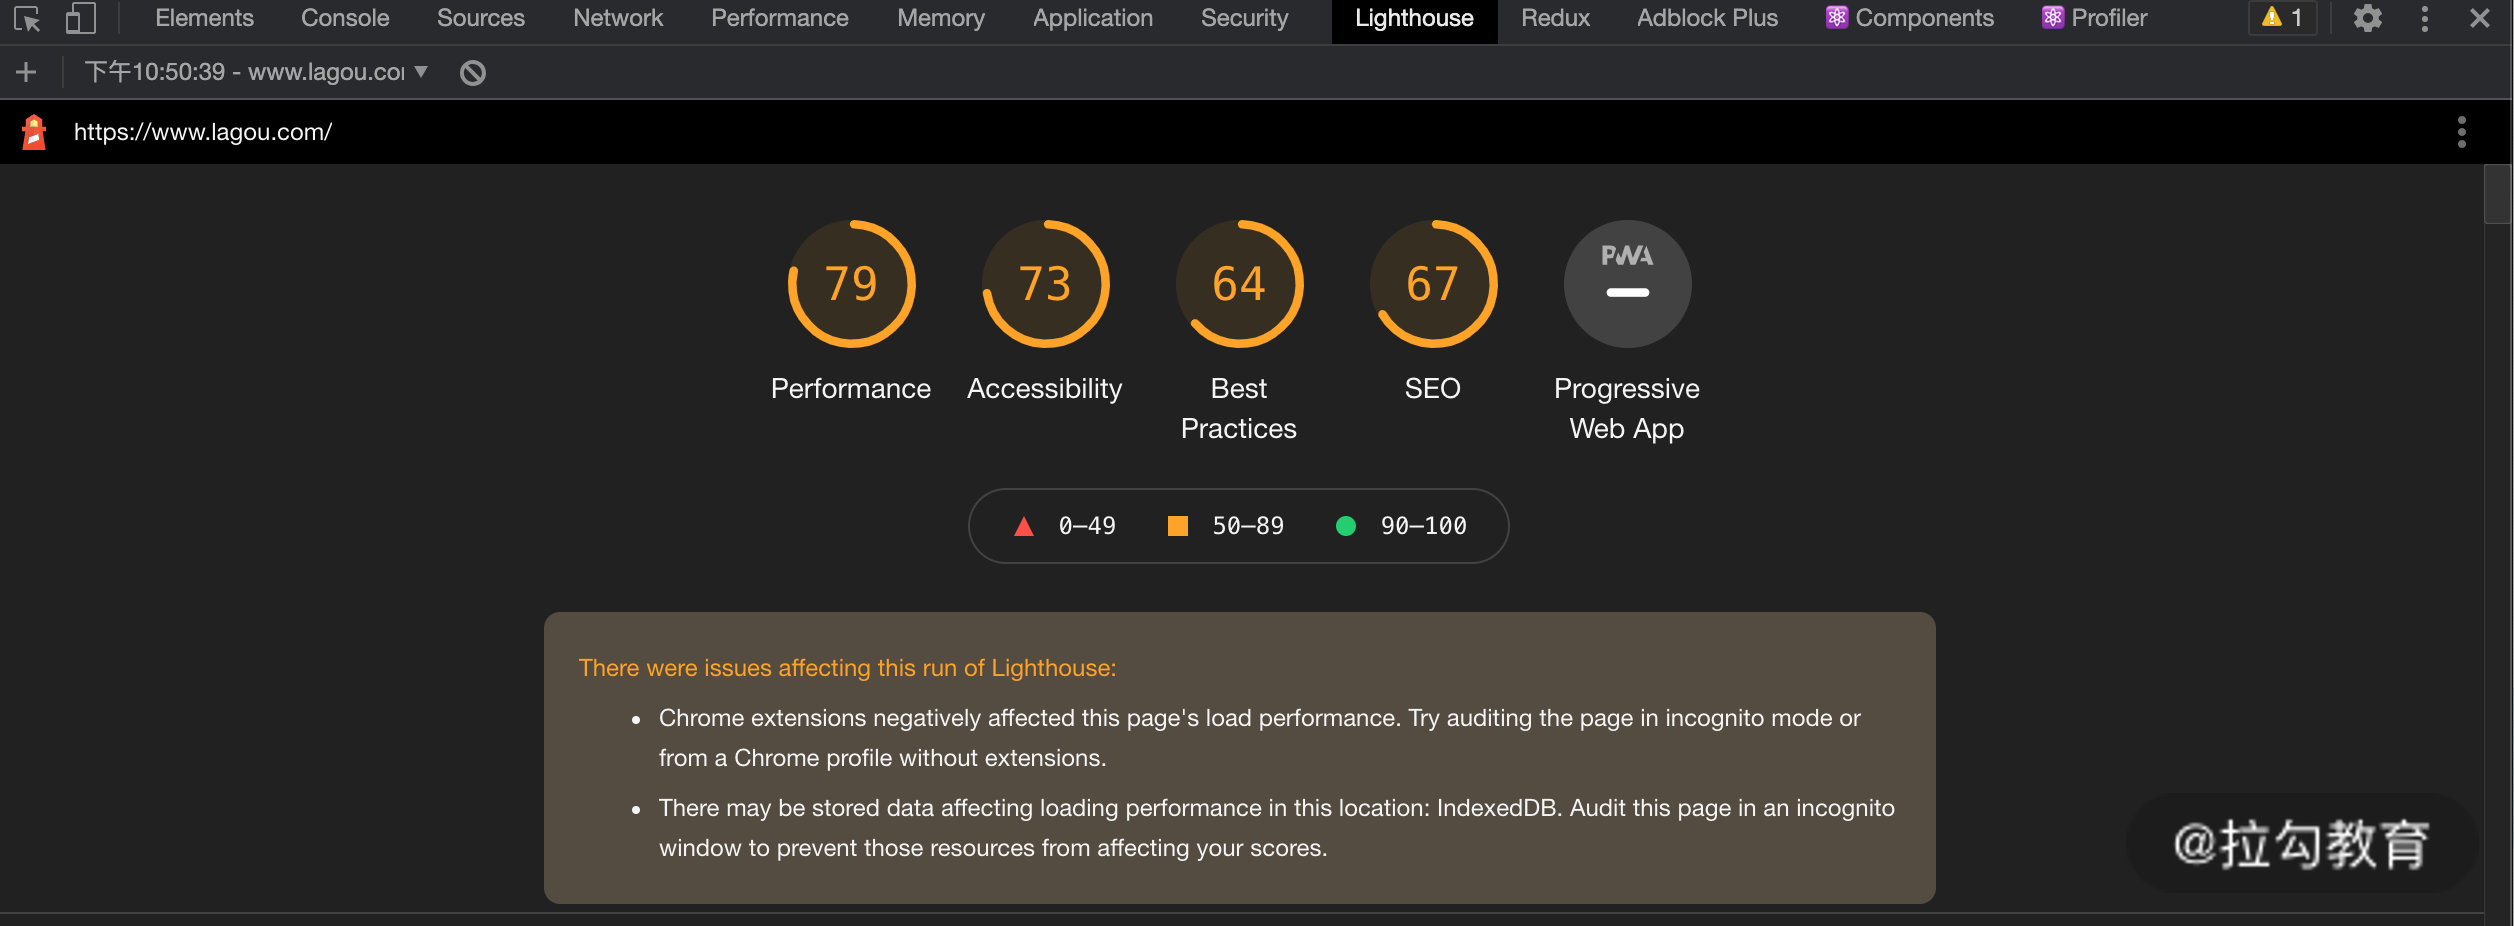 Elements Console Sources Network Performance Memory Application Security Lighthouse Redux Adblock Plus Components Profiler 1
下午10:50:39 - www.lagou.co
https://www.lagou.com/
PWA
79 73 64 67
Performance Accessibility Best Practices SEO Progressive Web App
0–49 50–89 90–100
There were issues affecting this run of Lighthouse:
Chrome extensions negatively affected this page's load performance. Try auditing the page in incognito mode or
from a Chrome profile without extensions.
There may be stored data affecting loading performance in this location: IndexedDB. Audit this page in an incognito
window to prevent those resources from affecting your scores.
@拉勾教育